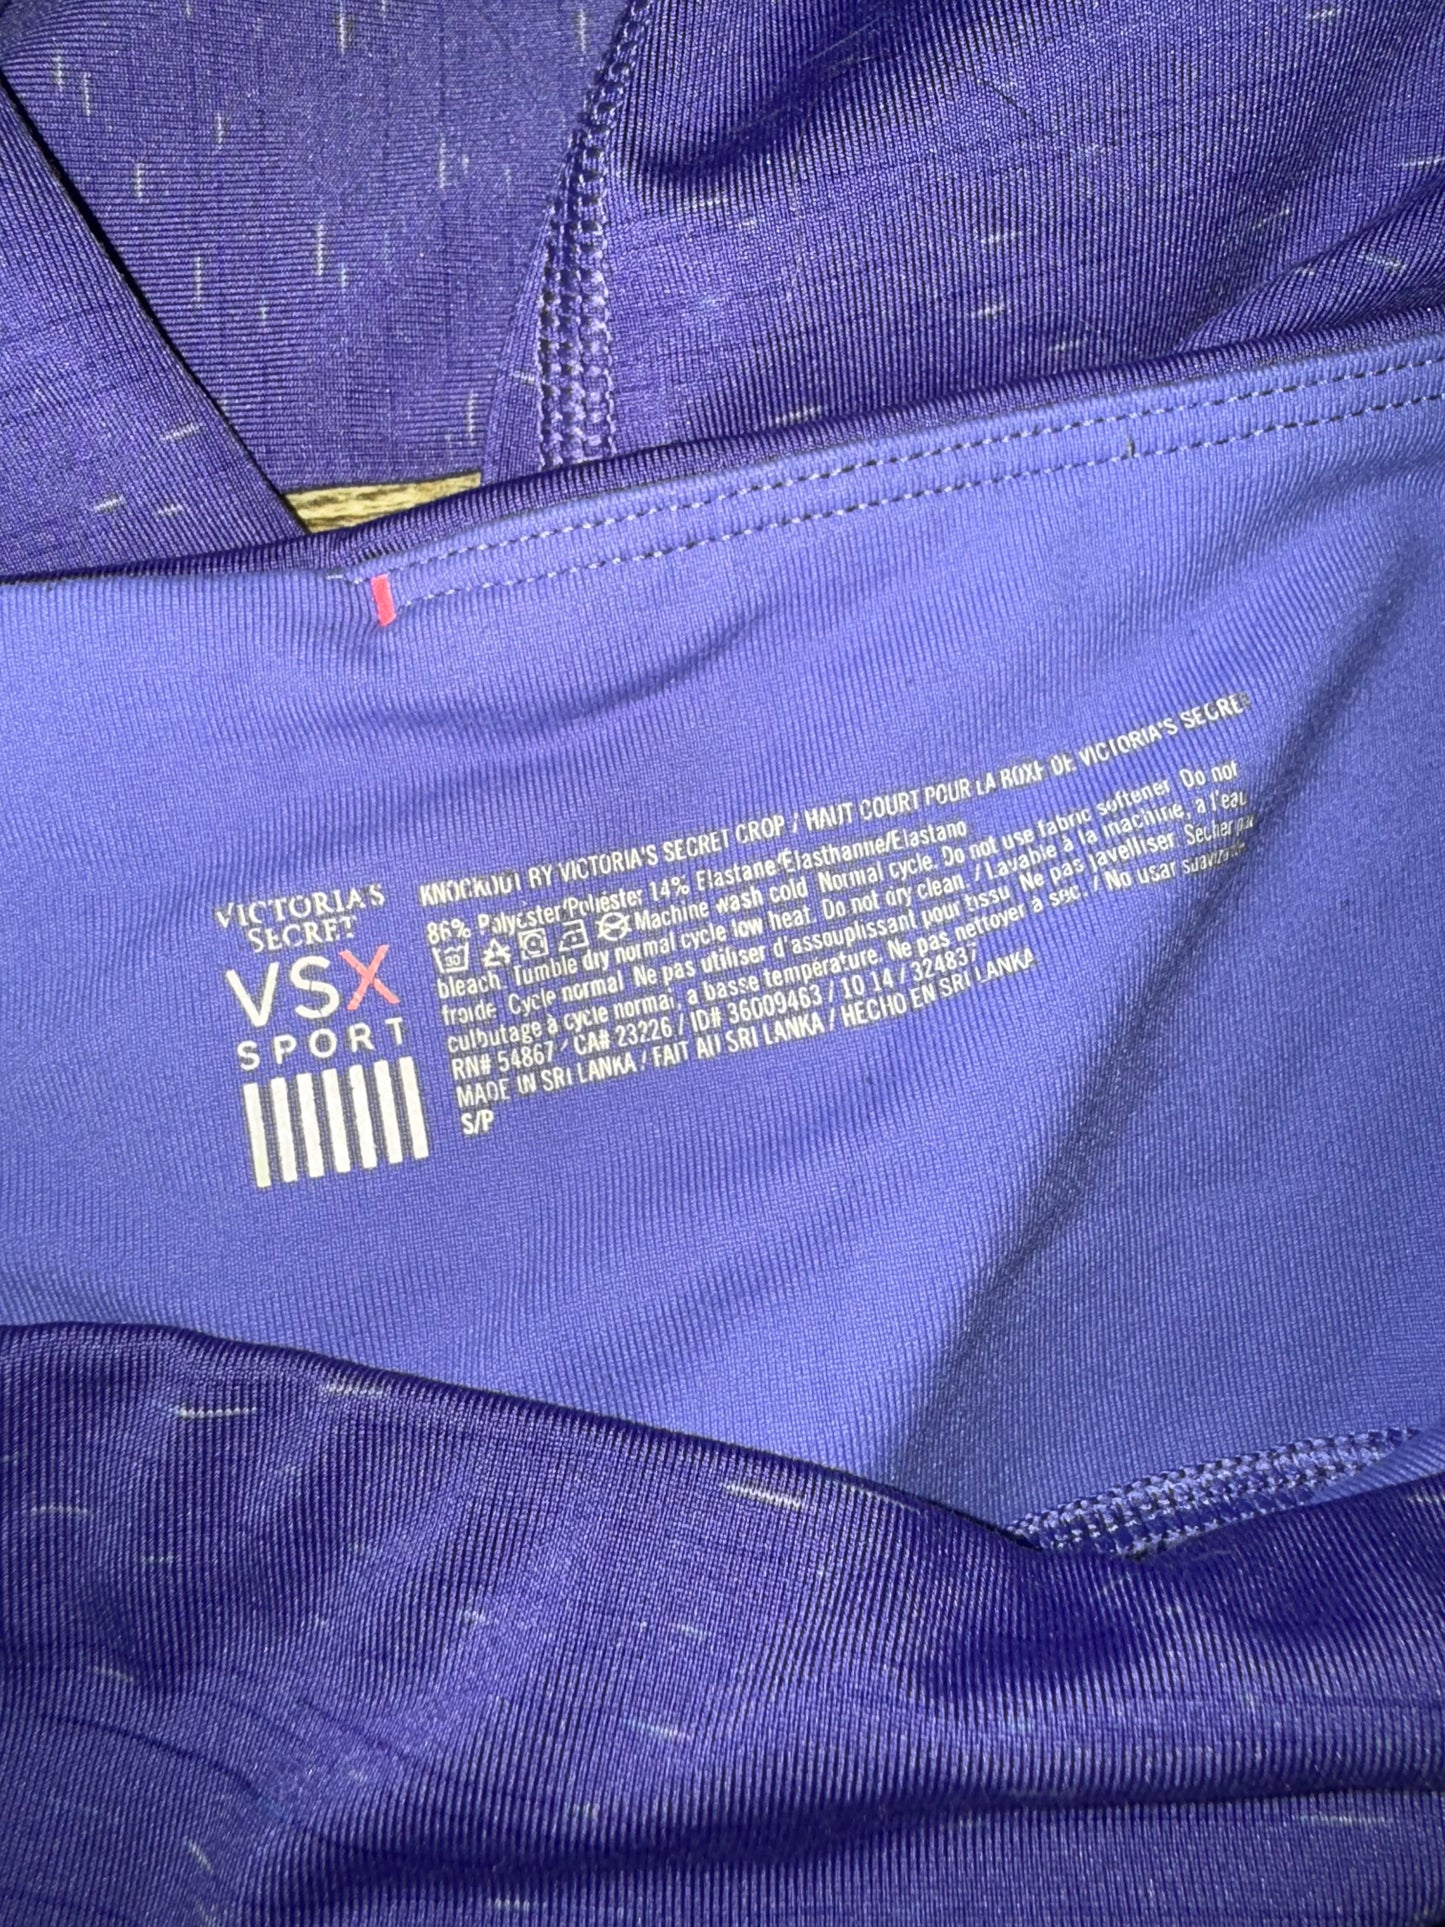 VICTORIA'S
SECRET
VSX
SPORT
KNOCKOUT BY VICTORIA'S SECRET CROP / HAUT COURT POUR LA BOXE DE VICTORIA'S SECRET
86% Polyester/Poliéster 14% Elastane/Elasthanne/Elastano
30 Machine wash cold. Normal cycle. Do not use fabric softener. Do not
bleach. Tumble dry normal cycle low heat. Do not dry clean. / Lavable à la machine, à l'eau
froide. Cycle normal. Ne pas utiliser d'assouplissant pour tissu. Ne pas javelliser. Sécher par
culbutage à cycle normal, a basse température. Ne pas nettoyer à sec. / No usar
RN# 54867 / CA# 23226 / ID# 36009463 / 10 14 / 324837
MADE IN SRI LANKA / FAIT AU SRI LANKA / HECHO EN SRI LANKA
S/P